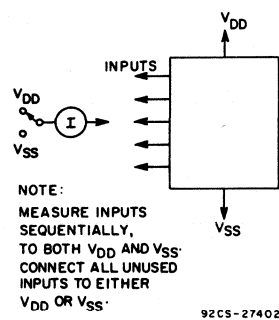 VDD
INPUTS
VDD
I
VSS
NOTE:
MEASURE INPUTS
SEQUENTIALLY,
TO BOTH VDD AND VSS.
CONNECT ALL UNUSED
INPUTS TO EITHER
VDD OR VSS.
VSS
92CS-27402